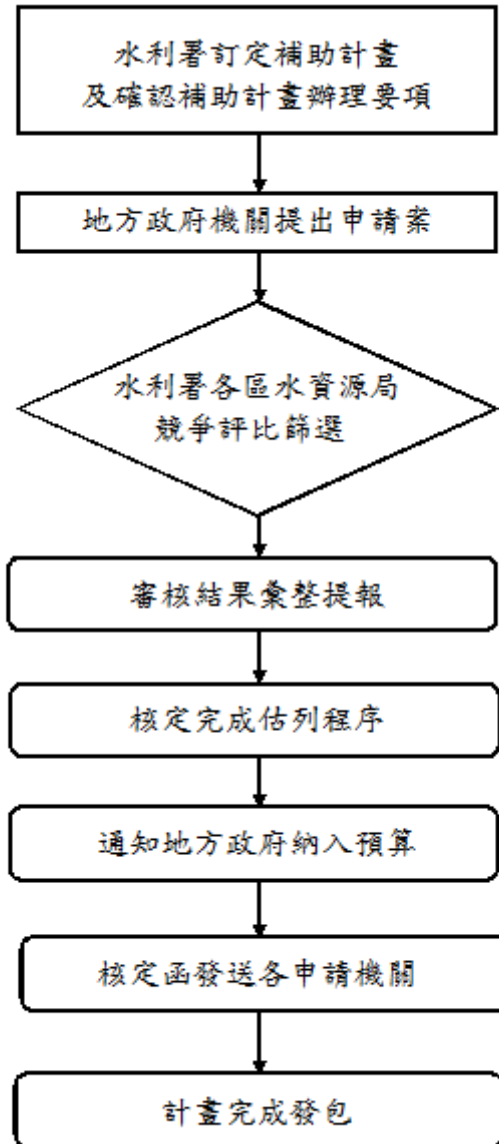 水利署訂定補助計畫
及確認補助計畫辦理要項
地方政府機關提出申請案
水利署各區水資源局
競爭評比篩選
審核結果彙整提報
核定完成估列程序
通知地方政府納入預算
核定函發送各申請機關
計畫完成發包